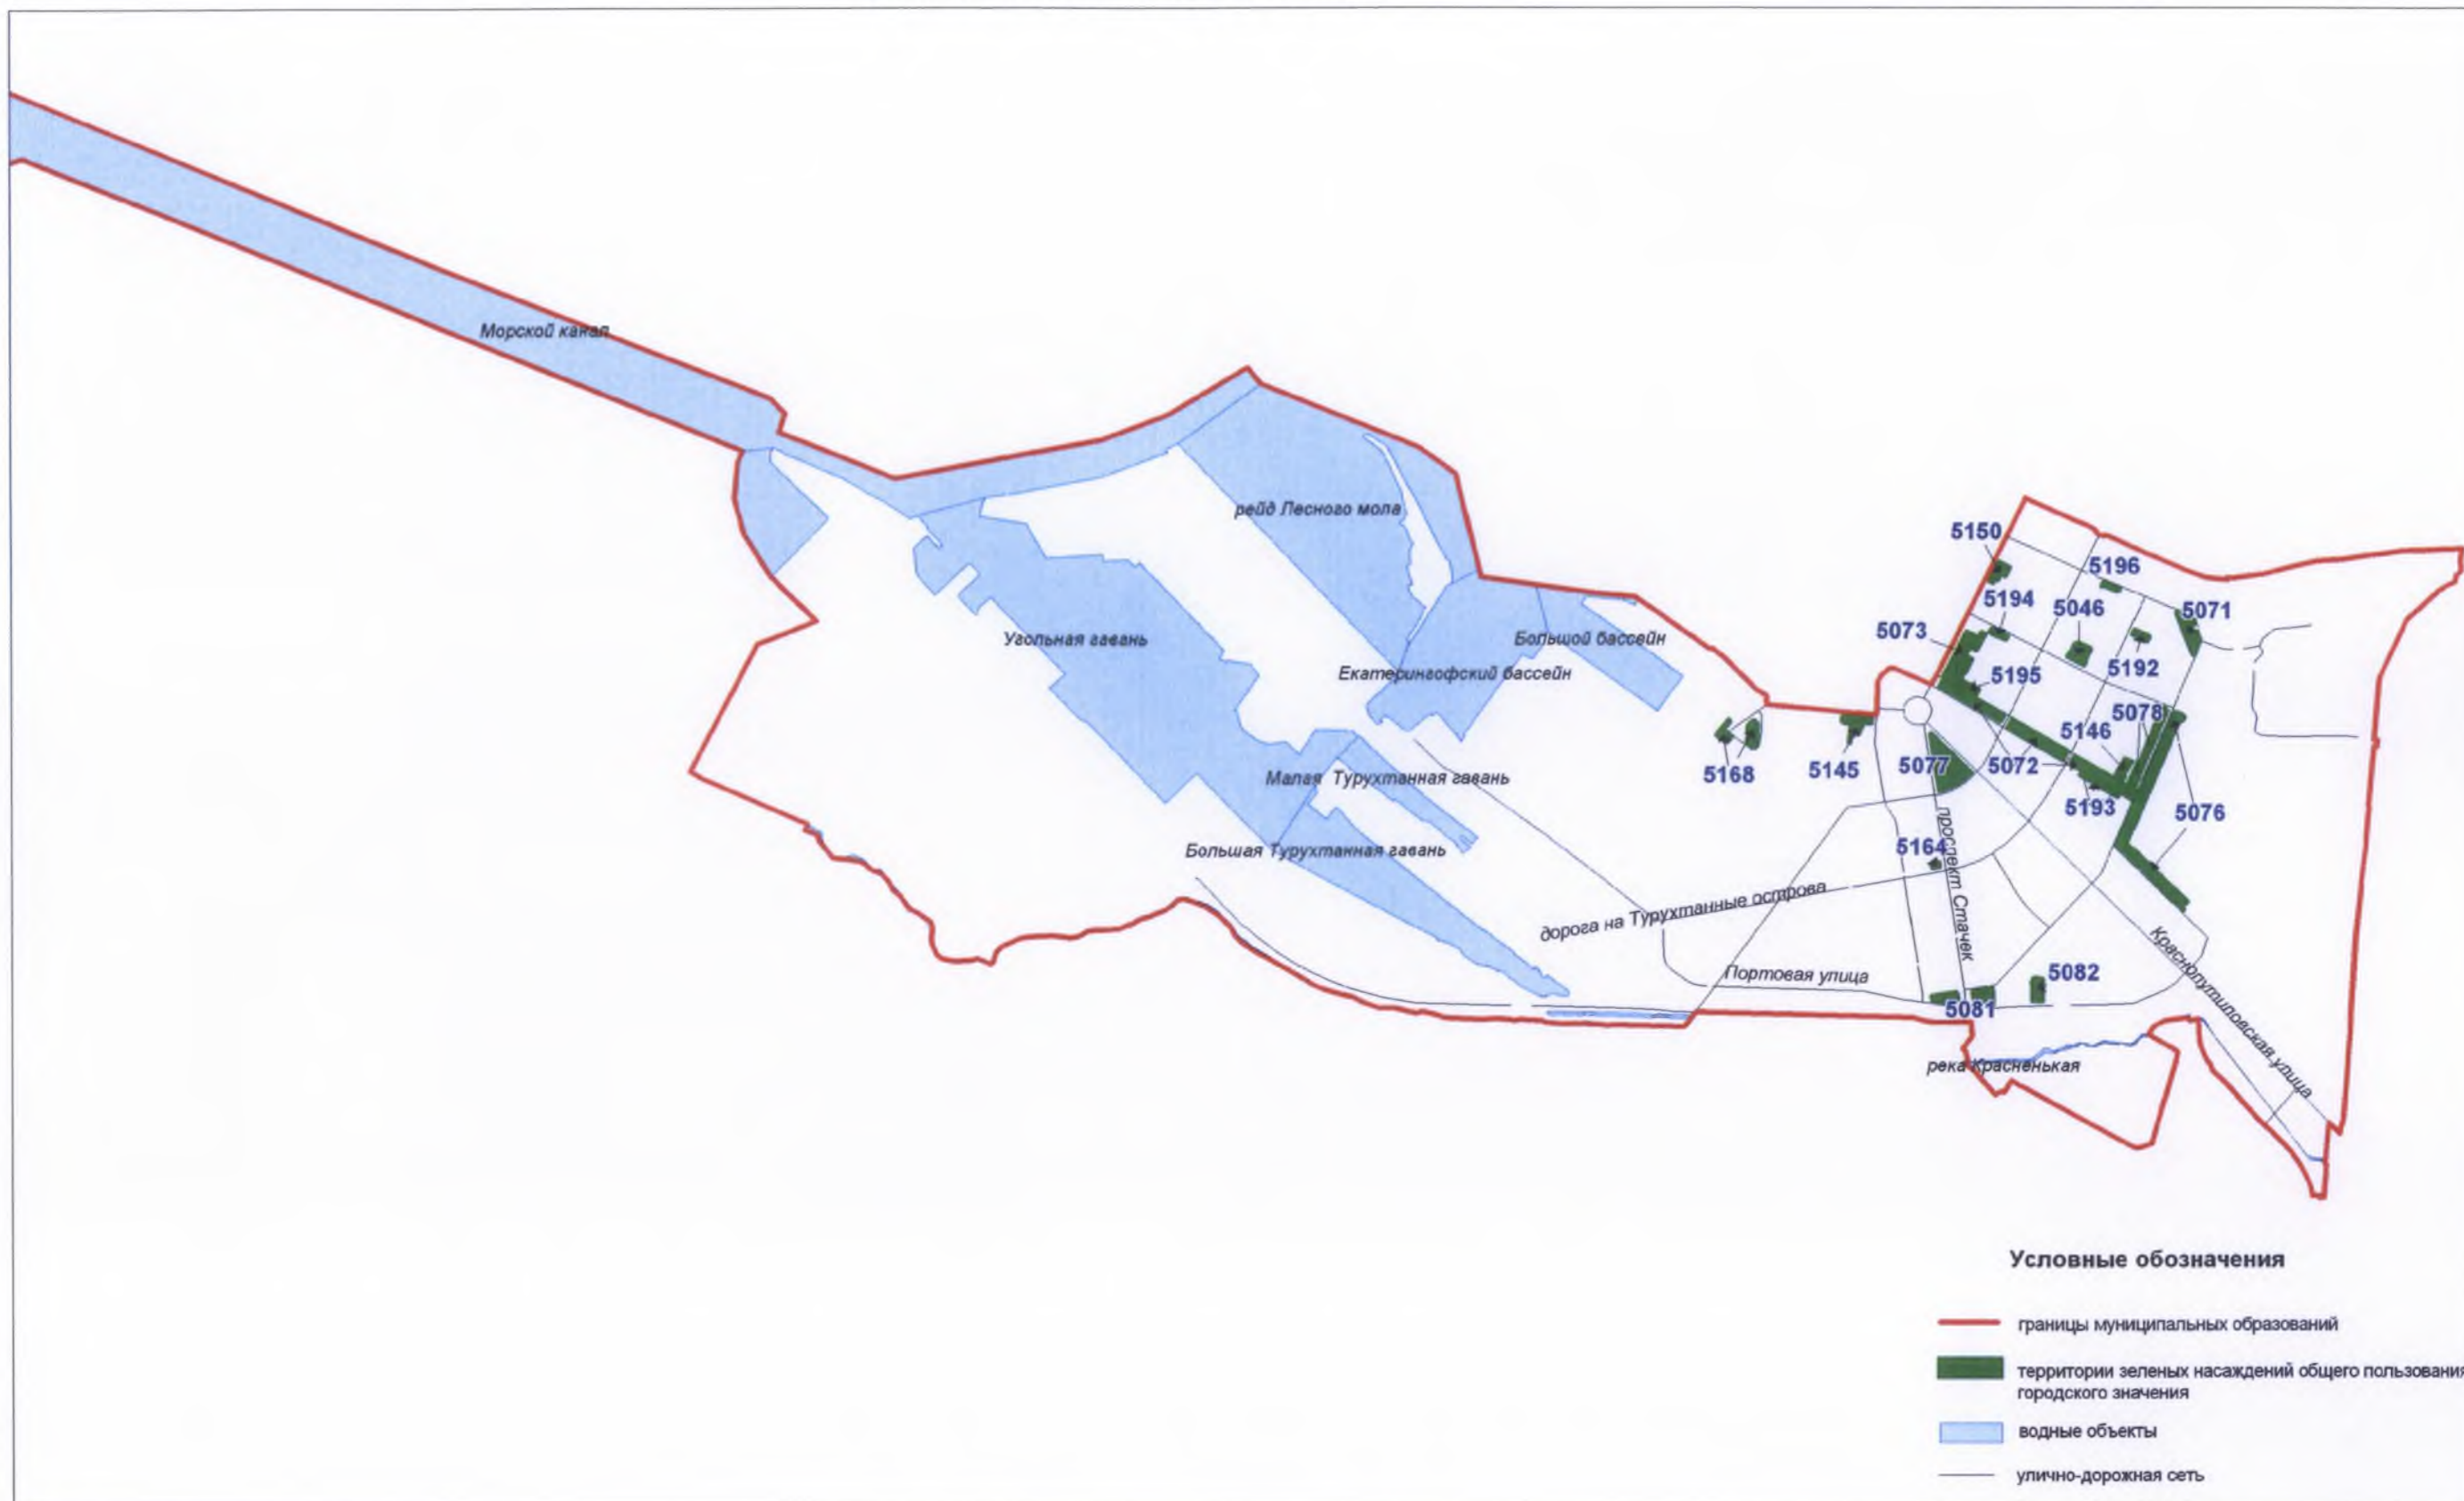 Морской канал
рейд Лесного мола
5150
5196
5194
5046
5071
5073
Угольная гавань
Большой бассейн
5192
Екатерингофский бассейн
5195
5078
5146
5168
5145
5077
5072
Малая Турухтанная гавань
5193
5076
Большая Турухтанная гавань
5164
проспект Стачек
дорога на Турухтанные острова
Портовая улица
5082
5081
Краснопутиловская улица
река Красненькая
Условные обозначения
границы муниципальных образований
территории зеленых насаждений общего пользования
городского значения
водные объекты
улично-дорожная сеть